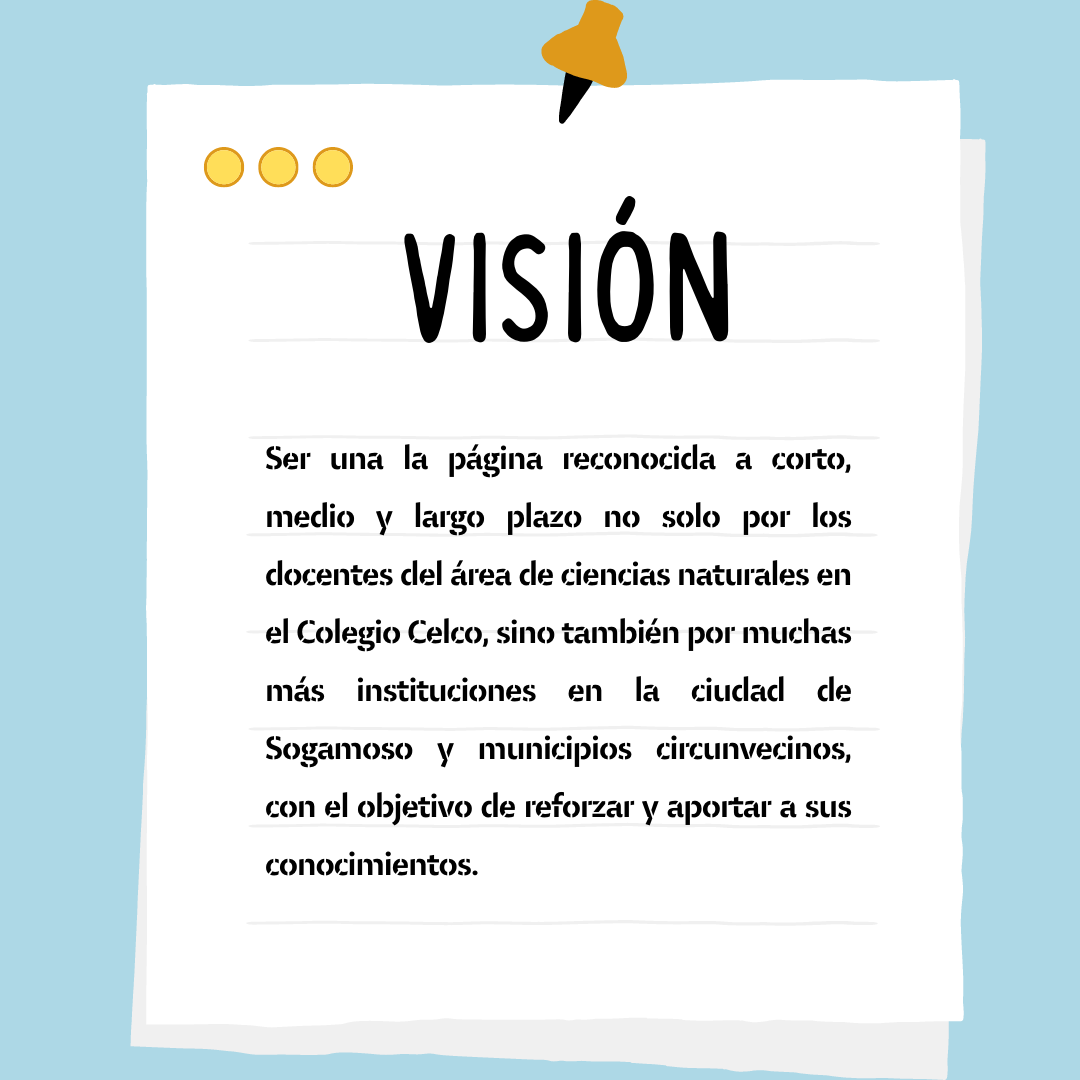 VISIÓN
Ser una la página reconocida a corto,
medio y largo plazo no solo por los
docentes del área de ciencias naturales en
el Colegio Celco, sino también por muchas
más instituciones en la ciudad de
Sogamoso y municipios circunvecinos,
con el objetivo de reforzar y aportar a sus
conocimientos.